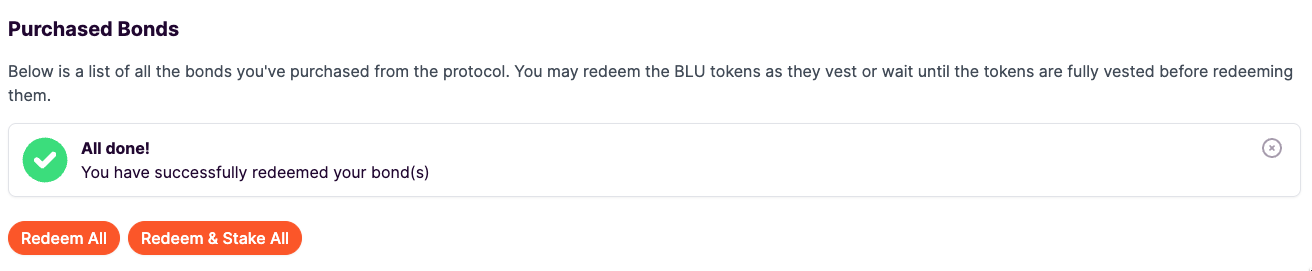 Purchased Bonds
Below is a list of all the bonds you've purchased from the protocol. You may redeem the BLU tokens as they vest or wait until the tokens are fully vested before redeeming
them.
All done!
You have successfully redeemed your bond(s)
Redeem All
Redeem & Stake All